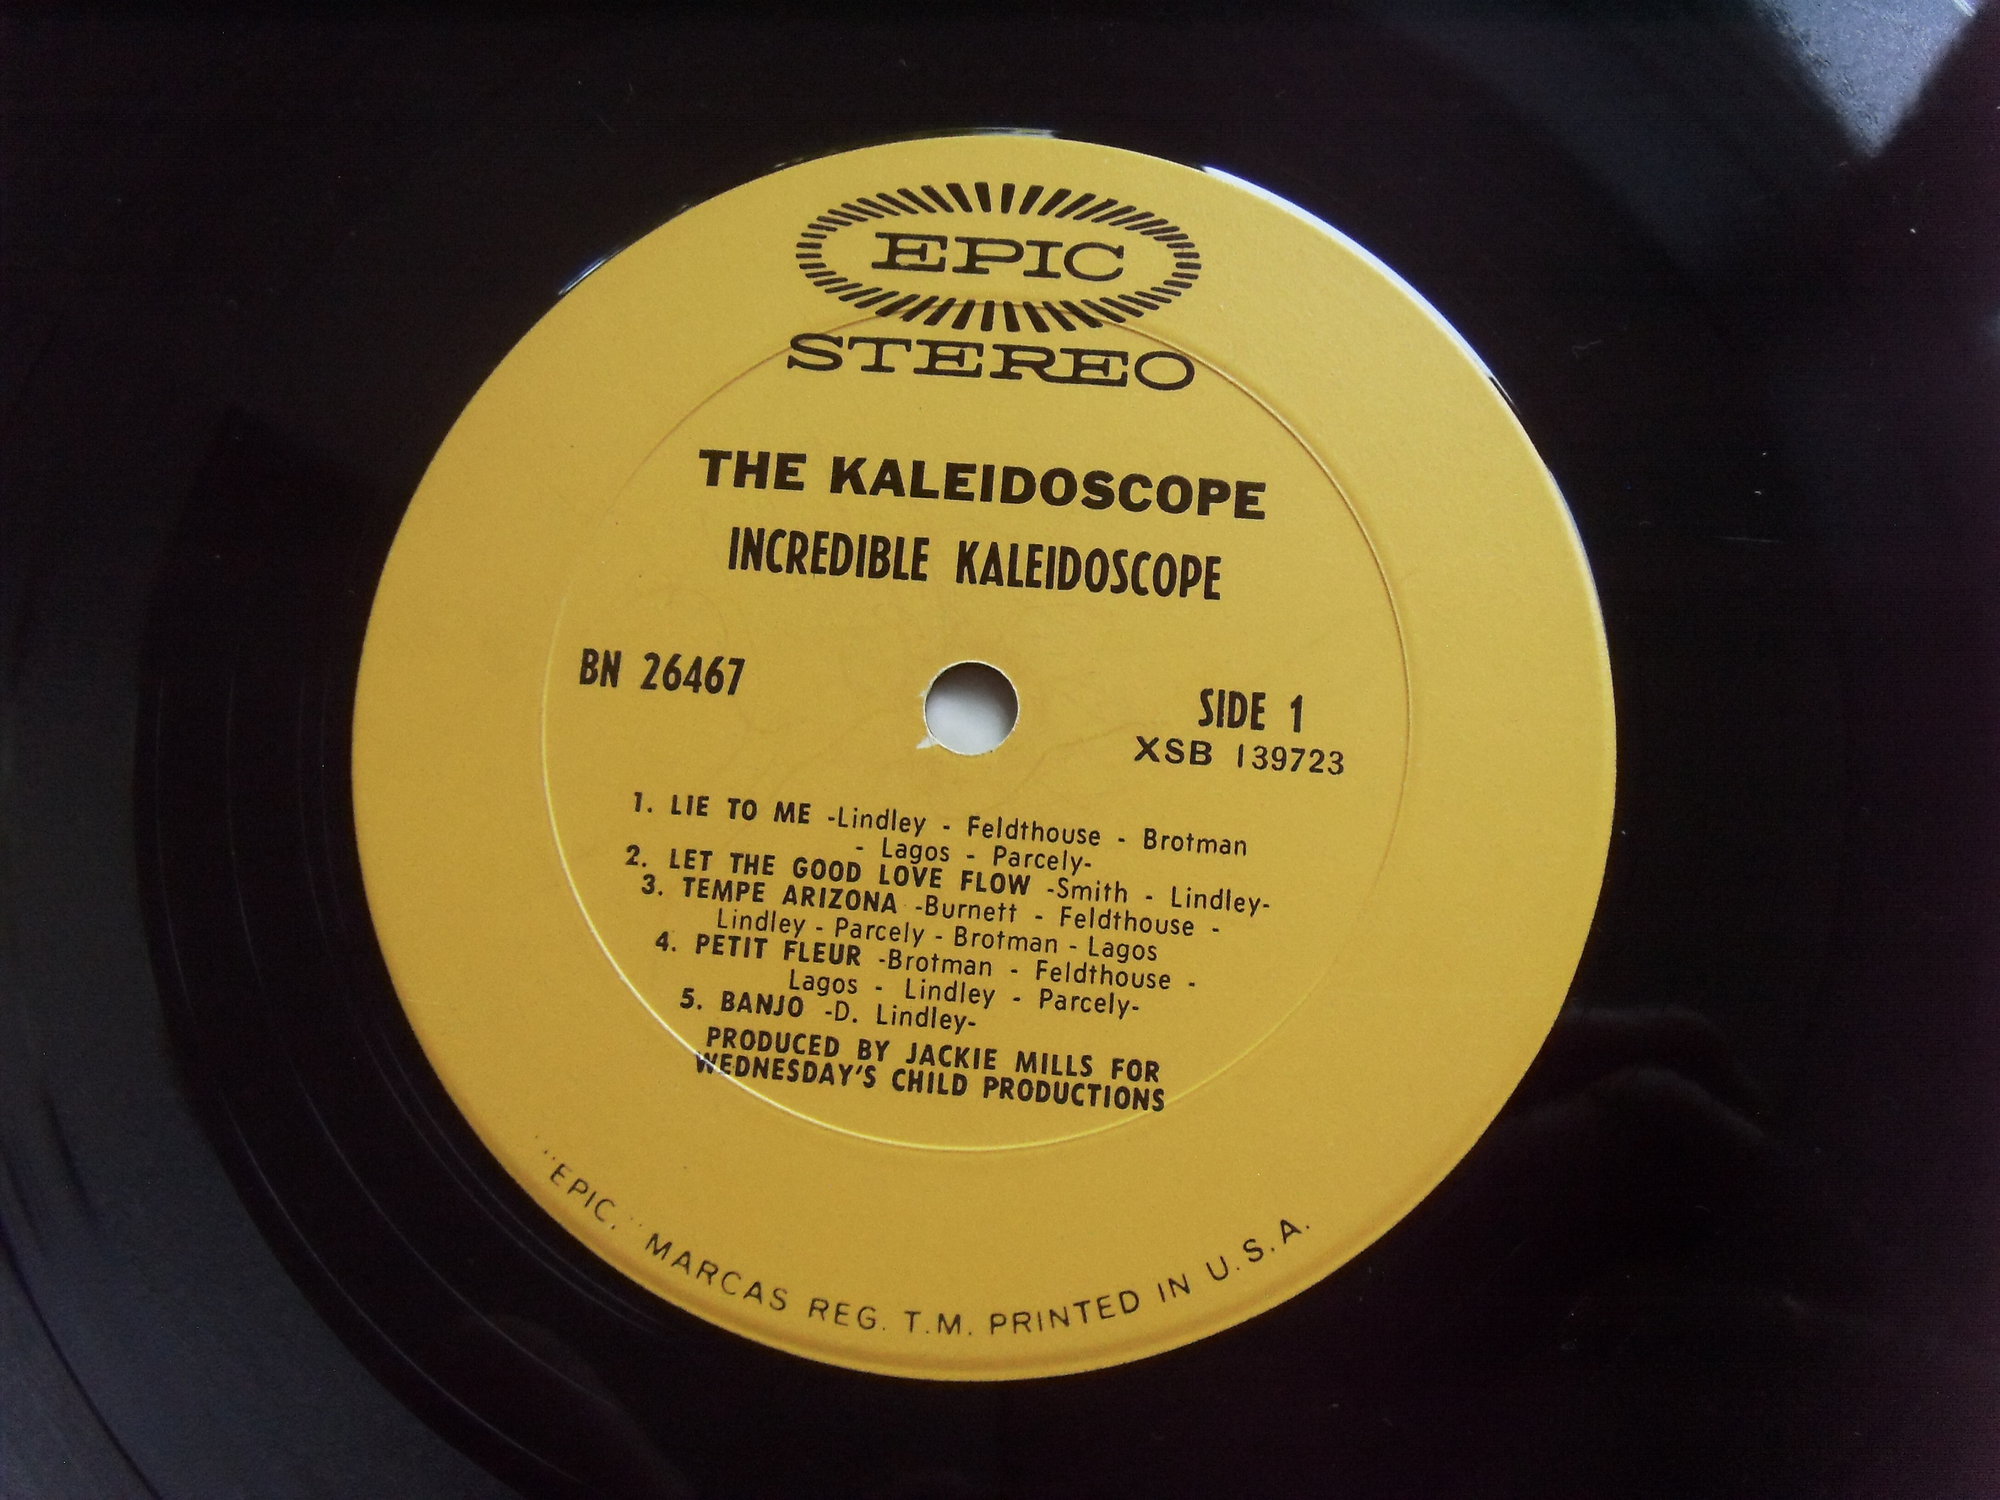 EPIC
STEREO
THE KALEIDOSCOPE
INCREDIBLE KALEIDOSCOPE
BN 26467
SIDE 1
XSB 139723
1. LIE TO ME -Lindley - Feldthouse - Brotman
- Lagos - Parcely-
2. LET THE GOOD LOVE FLOW -Smith - Lindley-
3. TEMPE ARIZONA -Burnett - Feldthouse -
Lindley - Parcely - Brotman - Lagos
4. PETIT FLEUR -Brotman - Feldthouse -
Lagos - Lindley - Parcely-
5. BANJO -D. Lindley-
PRODUCED BY JACKIE MILLS FOR
WEDNESDAY'S CHILD PRODUCTIONS
"EPIC," MARCAS REG. T.M. PRINTED IN U.S.A.